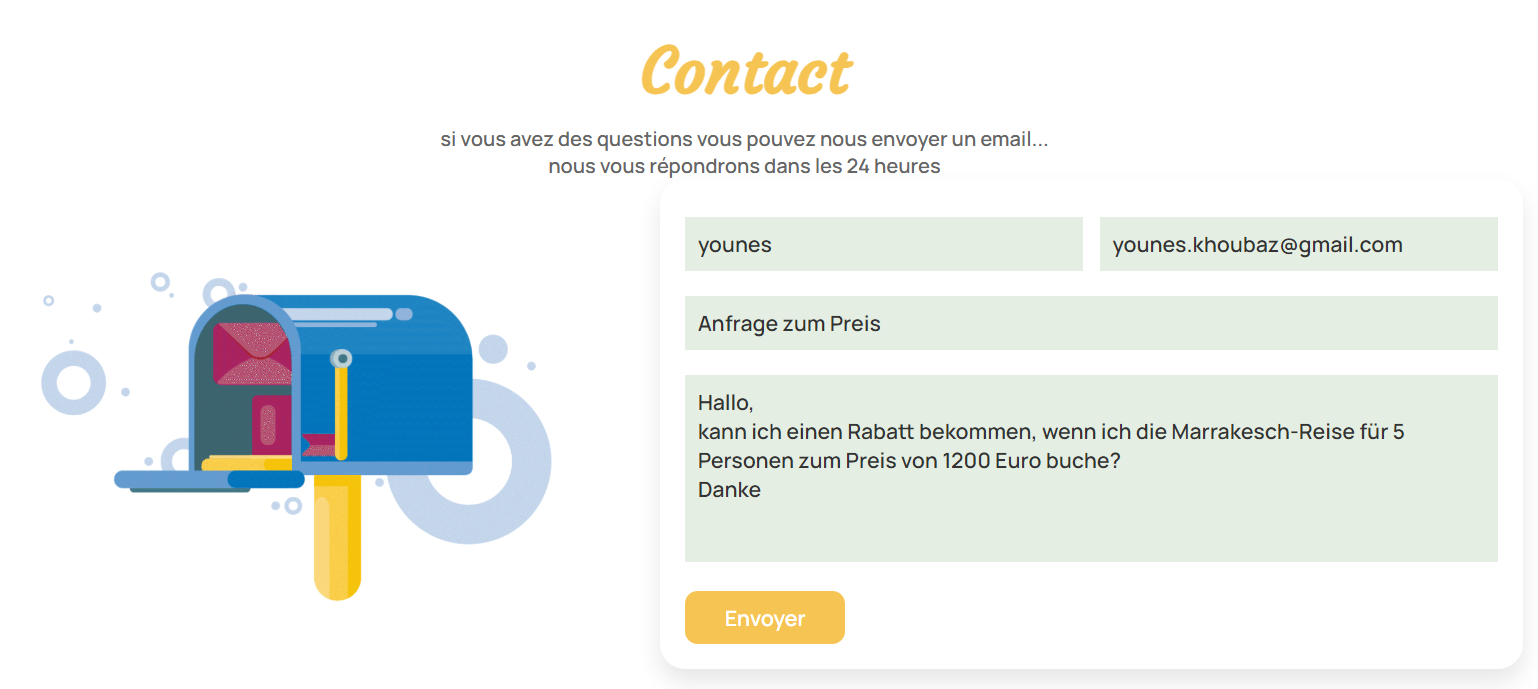 Contact
si vous avez des questions vous pouvez nous envoyer un email...
nous vous répondrons dans les 24 heures
younes
younes.khoubaz@gmail.com
Anfrage zum Preis
Hallo,
kann ich einen Rabatt bekommen, wenn ich die Marrakesch-Reise für 5
Personen zum Preis von 1200 Euro buche?
Danke
Envoyer